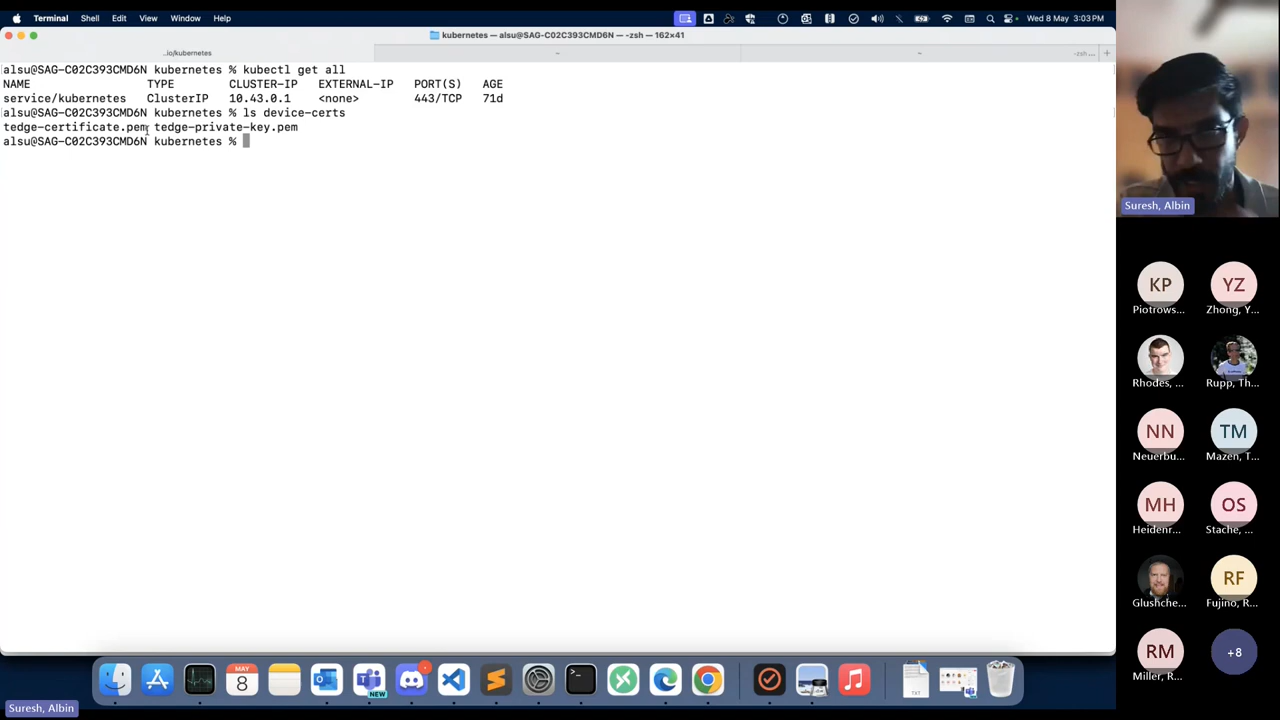 Terminal Shell Edit View Window Help Wed 8 May 3:03 PM
kubernetes — alsu@SAG-C02C393CMD6N — -zsh — 162×41
..io/kubernetes ~ ~ -zsh
alsu@SAG-C02C393CMD6N kubernetes % kubectl get all
NAME TYPE CLUSTER-IP EXTERNAL-IP PORT(S) AGE
service/kubernetes ClusterIP 10.43.0.1 <none> 443/TCP 71d
alsu@SAG-C02C393CMD6N kubernetes % ls device-certs
tedge-certificate.pem tedge-private-key.pem
alsu@SAG-C02C393CMD6N kubernetes %
Suresh, Albin
KP YZ
Piotrows... Zhong, Y...
Rhodes, ... Rupp, Th...
NN TM
Neuerbu... Mazen, T...
MH OS
Heidenr... Stache, ...
RF
Glushche... Fujino, R...
RM +8
Miller, R...
MAY
8
NEW
TXT
Suresh, Albin